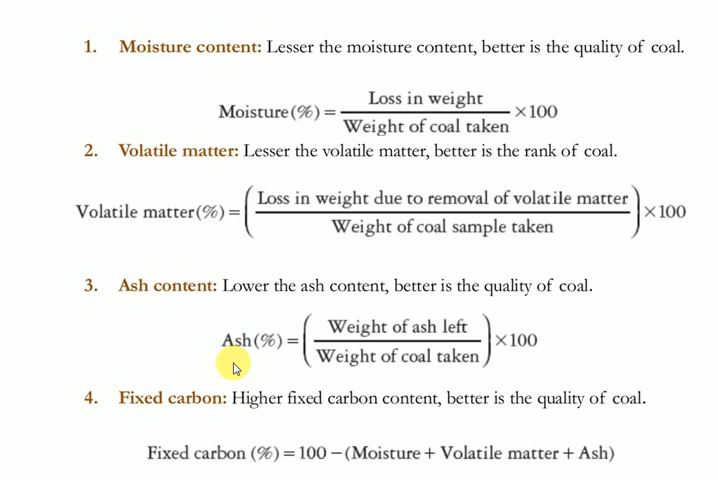 1. Moisture content: Lesser the moisture content, better is the quality of coal.
Moisture(%) = Loss in weight / Weight of coal taken ×100
2. Volatile matter: Lesser the volatile matter, better is the rank of coal.
Volatile matter(%) = (Loss in weight due to removal of volatile matter / Weight of coal sample taken) ×100
3. Ash content: Lower the ash content, better is the quality of coal.
Ash(%) = (Weight of ash left / Weight of coal taken) ×100
4. Fixed carbon: Higher fixed carbon content, better is the quality of coal.
Fixed carbon (%) = 100 − (Moisture + Volatile matter + Ash)